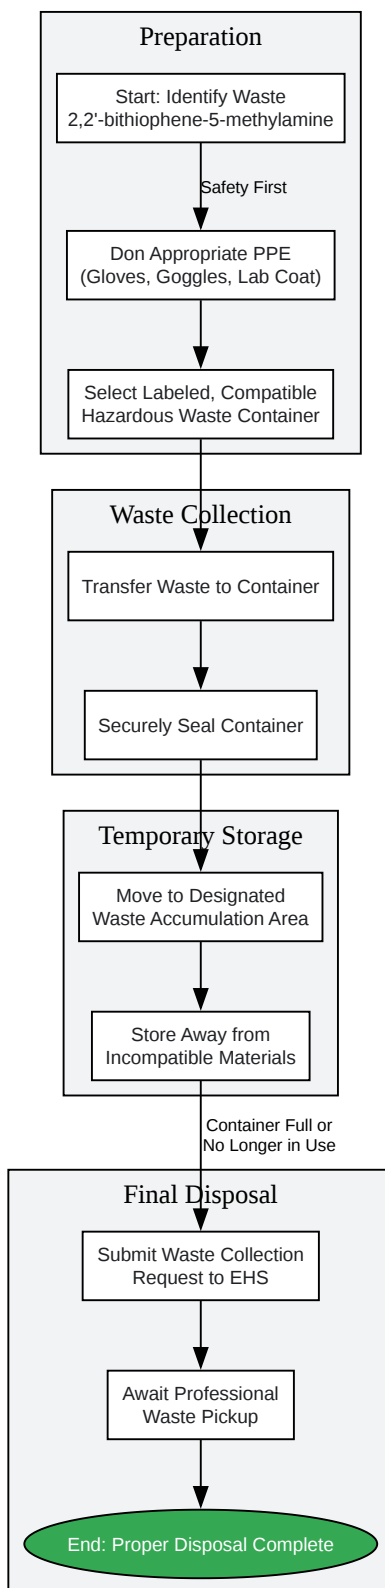 Preparation
Start: Identify Waste
2,2'-bithiophene-5-methylamine
Safety First
Don Appropriate PPE
(Gloves, Goggles, Lab Coat)
Select Labeled, Compatible
Hazardous Waste Container
Waste Collection
Transfer Waste to Container
Securely Seal Container
Temporary Storage
Move to Designated
Waste Accumulation Area
Store Away from
Incompatible Materials
Container Full or
No Longer in Use
Final Disposal
Submit Waste Collection
Request to EHS
Await Professional
Waste Pickup
End: Proper Disposal Complete